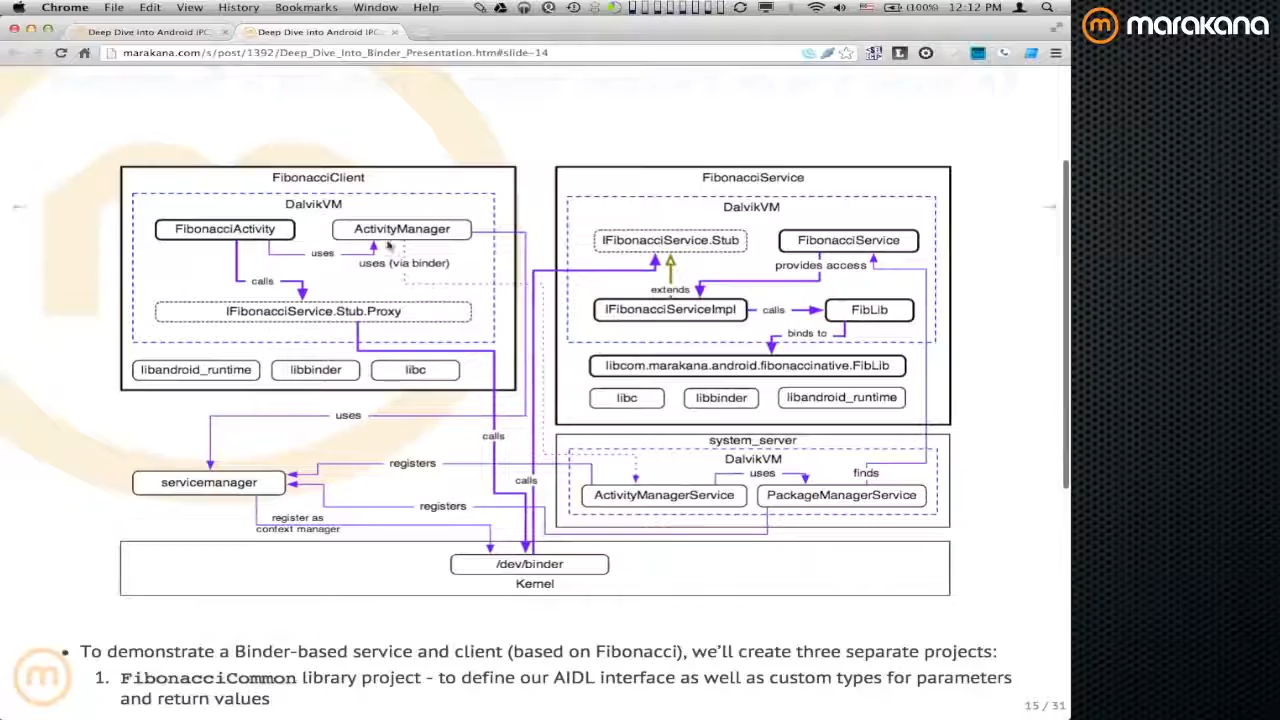 Chrome File Edit View History Bookmarks Window Help (100%) 12:12 PM
marakana
Deep Dive into Android IPC... Deep Dive into Android IPC...
marakana.com/s/post/1392/Deep_Dive_Into_Binder_Presentation.htm#slide-14
FibonacciClient
DalvikVM
FibonacciActivity
ActivityManager
uses
uses (via binder)
calls
IFibonacciService.Stub.Proxy
libandroid_runtime
libbinder
libc
FibonacciService
DalvikVM
IFibonacciService.Stub
FibonacciService
provides access
extends
IFibonacciServiceImpl
calls
FibLib
binds to
libcom.marakana.android.fibonaccinative.FibLib
libc
libbinder
libandroid_runtime
uses
calls
system_server
DalvikVM
registers
uses
finds
servicemanager
calls
ActivityManagerService
PackageManagerService
registers
register as
context manager
/dev/binder
Kernel
• To demonstrate a Binder-based service and client (based on Fibonacci), we'll create three separate projects:
1. FibonacciCommon library project - to define our AIDL interface as well as custom types for parameters
and return values
15 / 31